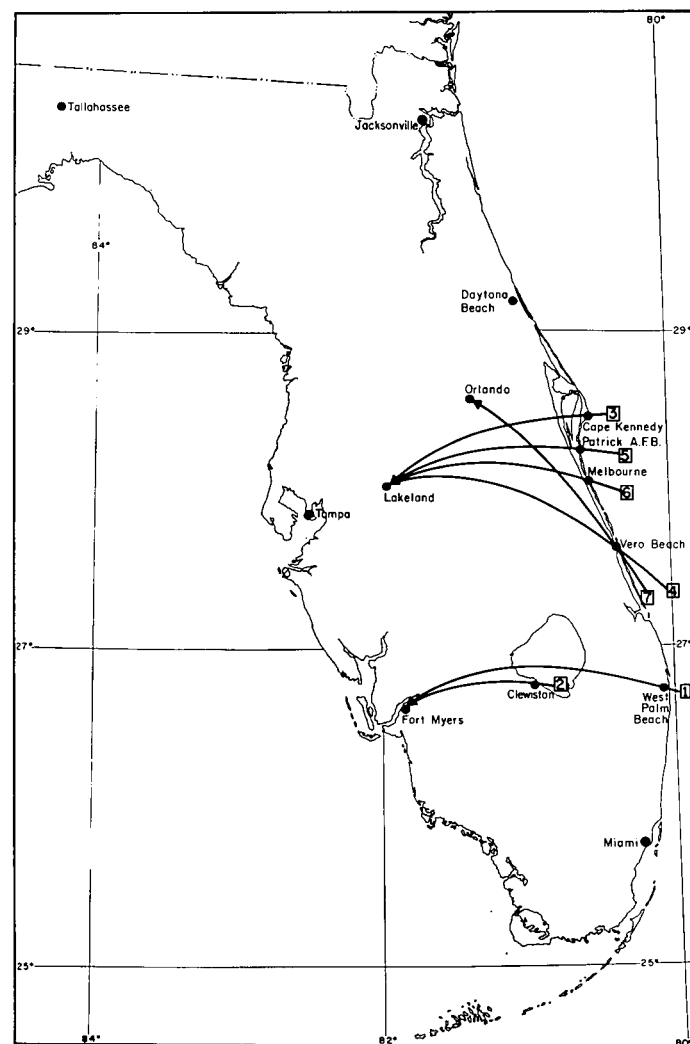 80°
Tallahassee
Jacksonville
84°
Daytona
Beach
29°
29°
Orlando
3
Cape Kennedy
Patrick A.F.B.
5
Melbourne
6
Lakeland
Tampa
Vero Beach
4
7
27°
27°
2
1
Clewiston
West
Palm
Beach
Fort Myers
Miami
25°
25°
84°
82°
80°